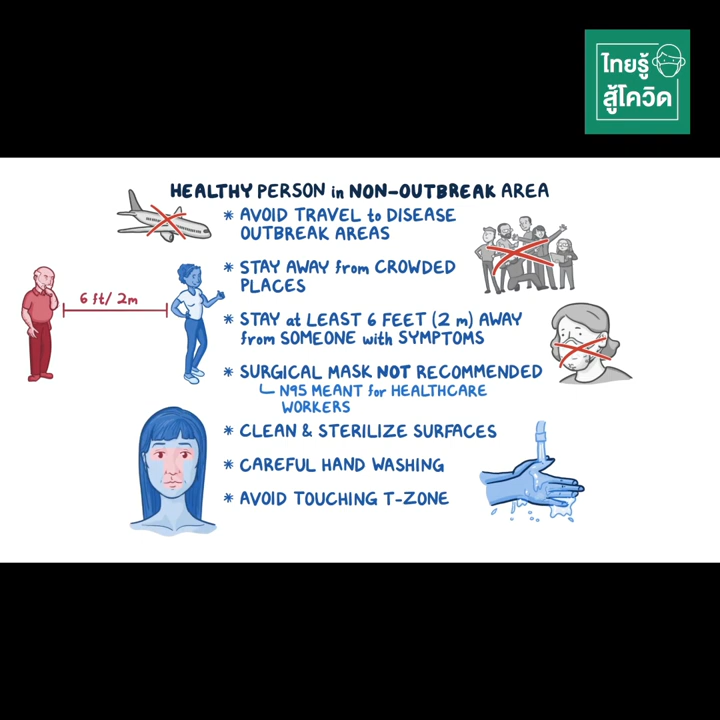 ไทยรู้
สู้โควิด
HEALTHY PERSON in NON-OUTBREAK AREA
* AVOID TRAVEL to DISEASE
OUTBREAK AREAS
* STAY AWAY from CROWDED
PLACES
6 ft/ 2m
* STAY at LEAST 6 FEET (2 m) AWAY
from SOMEONE with SYMPTOMS
* SURGICAL MASK NOT RECOMMENDED
N95 MEANT for HEALTHCARE
WORKERS
* CLEAN & STERILIZE SURFACES
* CAREFUL HAND WASHING
* AVOID TOUCHING T-ZONE